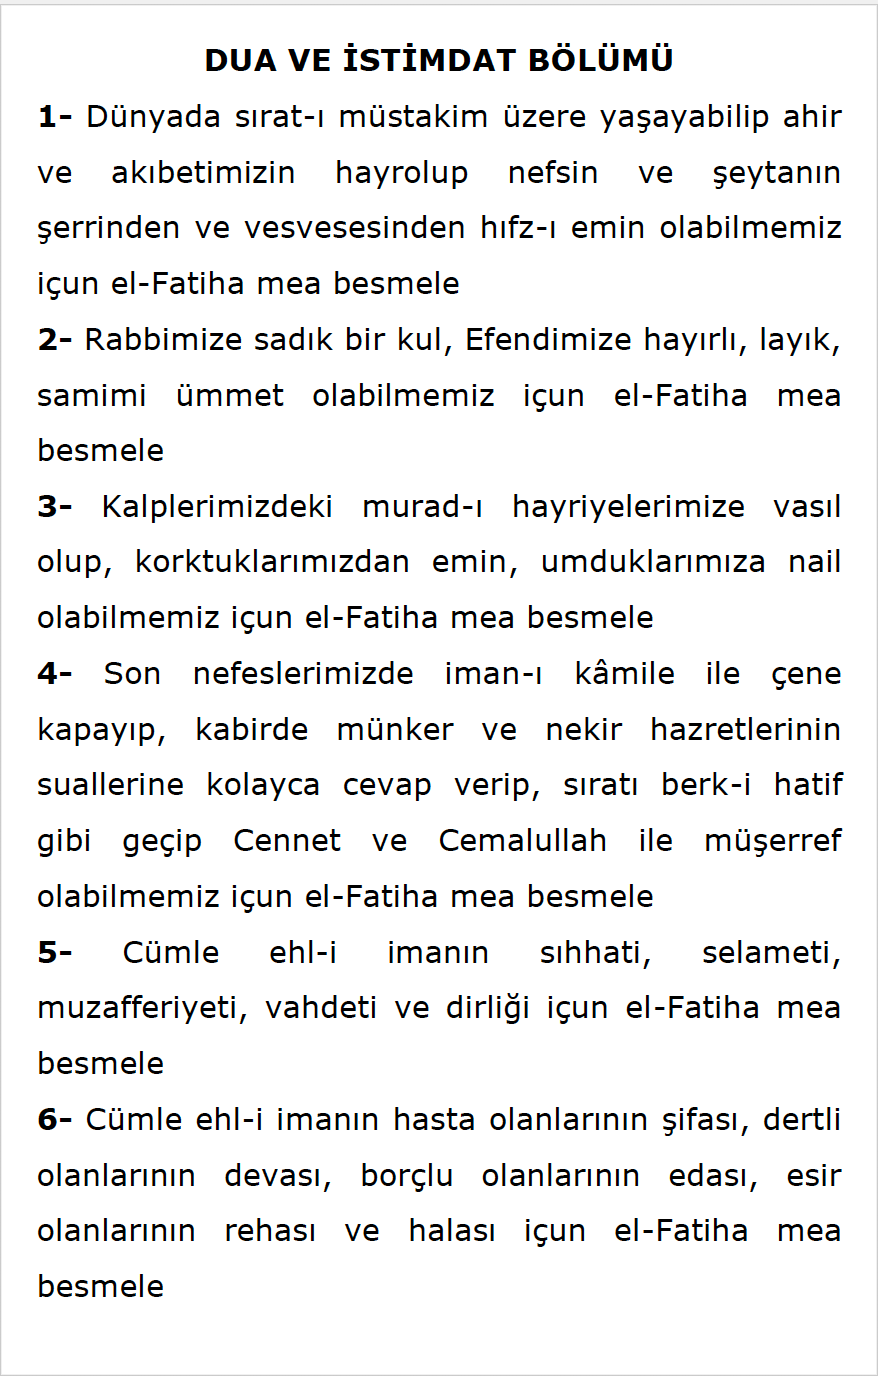 DUA VE İSTİMDAT BÖLÜMÜ
1- Dünyada sırat-ı müstakim üzere yaşayabilip ahir
ve akıbetimizin hayrolup nefsin ve şeytanın
şerrinden ve vesvesesinden hıfz-ı emin olabilmemiz
içun el-Fatiha mea besmele
2- Rabbimize sadık bir kul, Efendimize hayırlı, layık,
samimi ümmet olabilmemiz içun el-Fatiha mea
besmele
3- Kalplerimizdeki murad-ı hayriyelerimize vasıl
olup, korktuklarımızdan emin, umduklarımıza nail
olabilmemiz içun el-Fatiha mea besmele
4- Son nefeslerimizde iman-ı kâmile ile çene
kapayıp, kabirde münker ve nekir hazretlerinin
suallerine kolayca cevap verip, sıratı berk-i hatif
gibi geçip Cennet ve Cemalullah ile müşerref
olabilmemiz içun el-Fatiha mea besmele
5- Cümle ehl-i imanın sıhhati, selameti,
muzafferiyeti, vahdeti ve dirliği içun el-Fatiha mea
besmele
6- Cümle ehl-i imanın hasta olanlarının şifası, dertli
olanlarının devası, borçlu olanlarının edası, esir
olanlarının rehası ve halası içun el-Fatiha mea
besmele